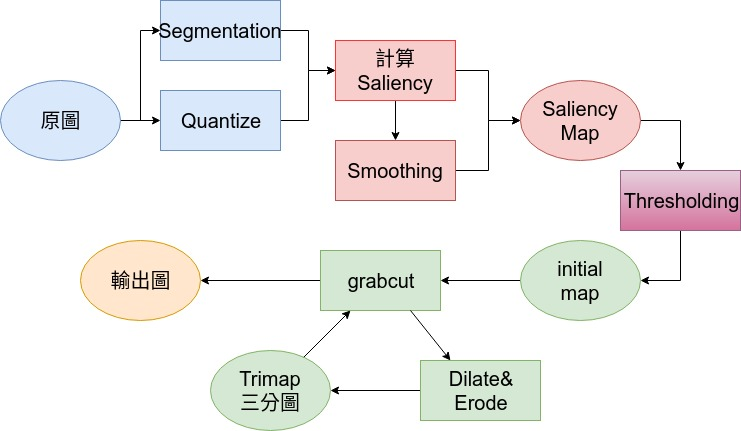 Segmentation
原圖
Quantize
計算
Saliency
Smoothing
Saliency
Map
Thresholding
initial
map
grabcut
輸出圖
Dilate&
Erode
Trimap
三分圖